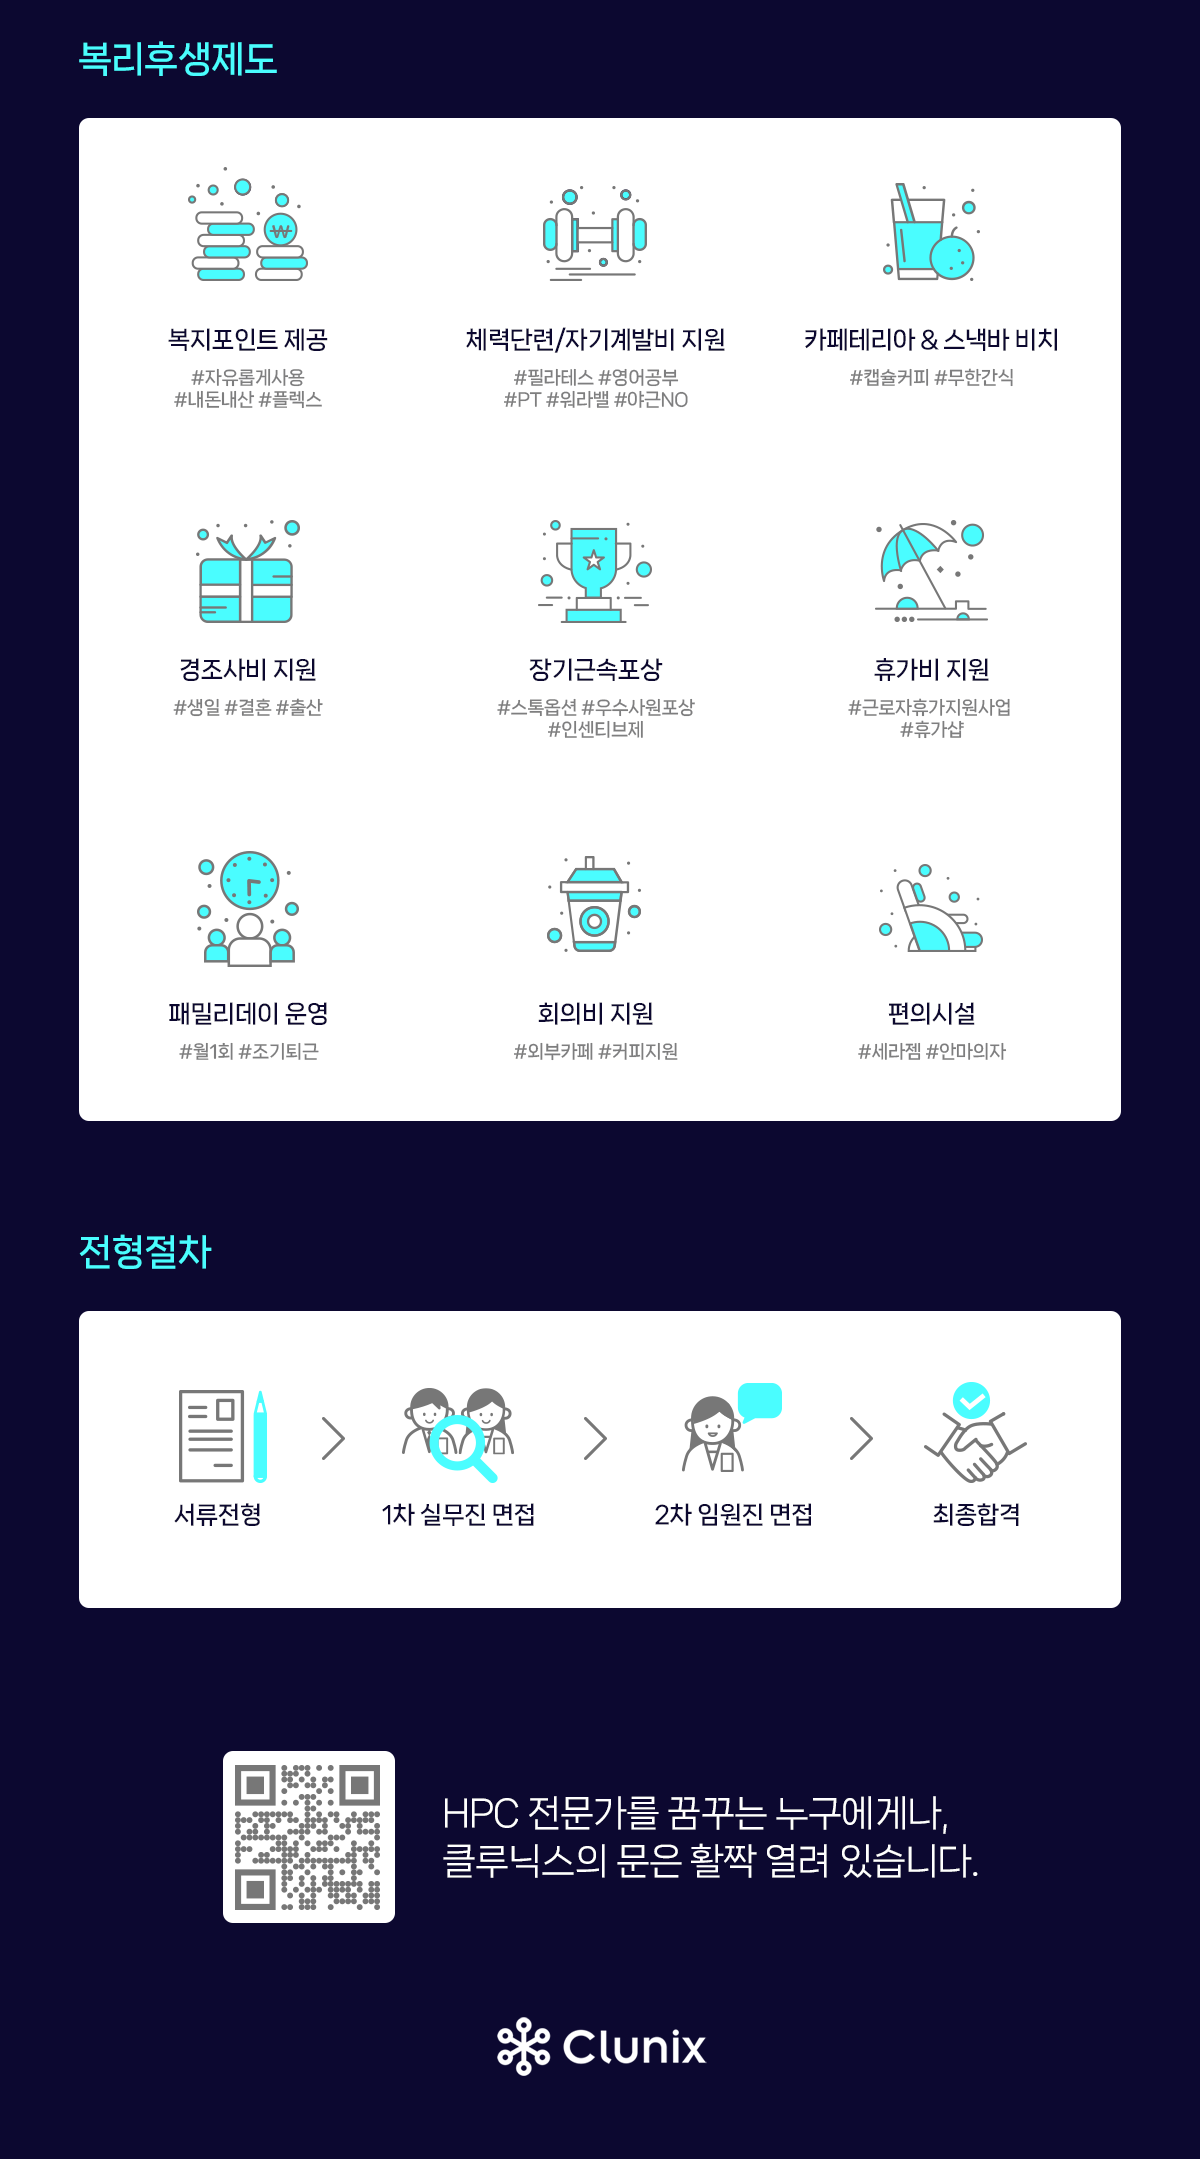 복리후생제도
복지포인트 제공
#자유롭게사용
#내돈내산 #플렉스
체력단련/자기계발비 지원
#필라테스 #영어공부
#PT #워라밸 #야근NO
카페테리아 & 스낵바 비치
#캡슐커피 #무한간식
경조사비 지원
#생일 #결혼 #출산
장기근속포상
#스톡옵션 #우수사원포상
#인센티브제
휴가비 지원
#근로자휴가지원사업
#휴가샵
패밀리데이 운영
#월1회 #조기퇴근
회의비 지원
#외부카페 #커피지원
편의시설
#세라젬 #안마의자
전형절차
서류전형
1차 실무진 면접
2차 임원진 면접
최종합격
HPC 전문가를 꿈꾸는 누구에게나,
클루닉스의 문은 활짝 열려 있습니다.
Clunix